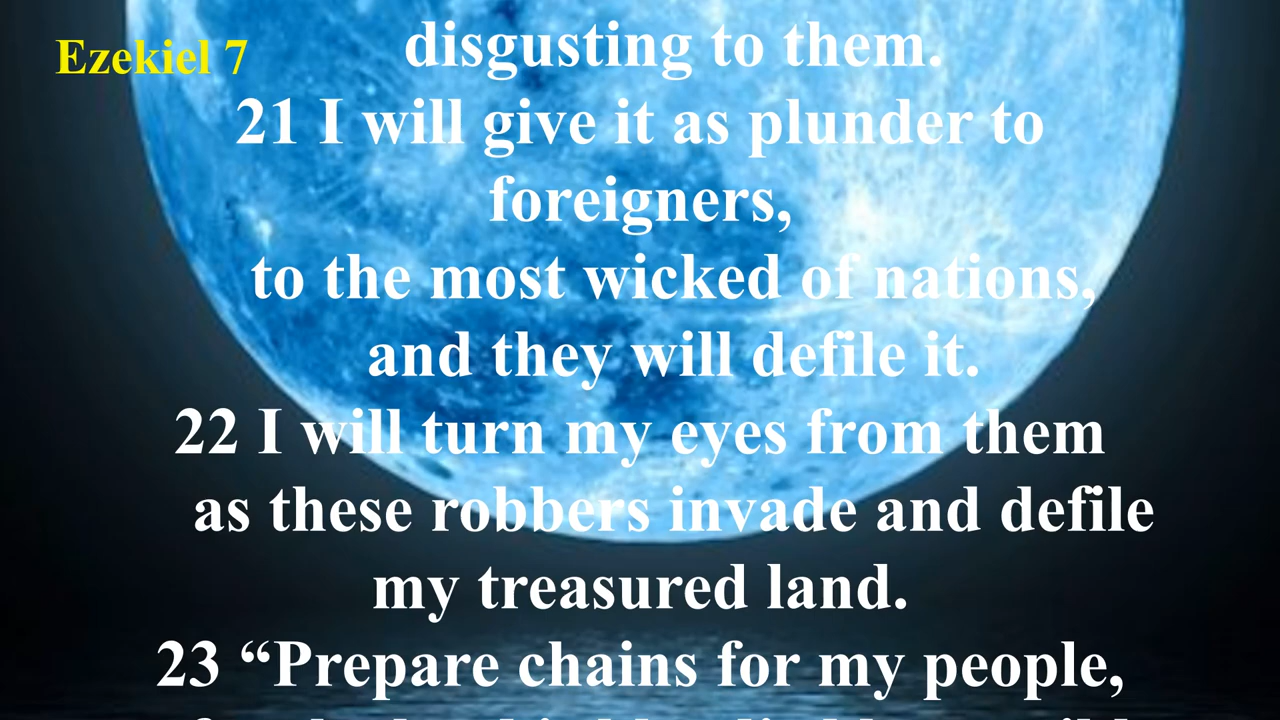 Ezekiel 7
disgusting to them.
21 I will give it as plunder to
foreigners,
to the most wicked of nations,
and they will defile it.
22 I will turn my eyes from them
as these robbers invade and defile
my treasured land.
23 “Prepare chains for my people,